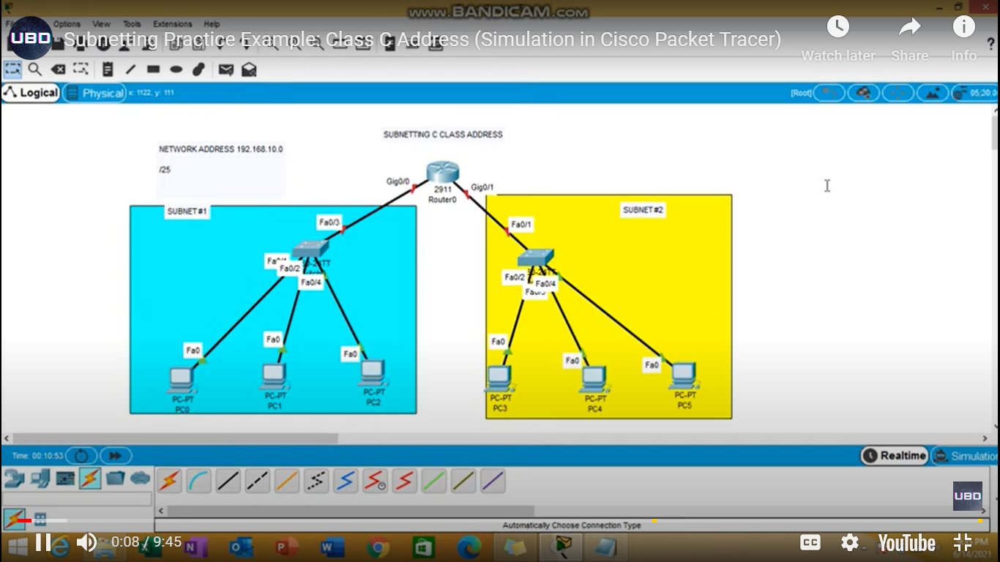 www.BANDICAM.com
Options View Tools Extensions Help
UBD
Subnetting Practice Example: Class C Address (Simulation in Cisco Packet Tracer)
Watch later
Share
Info
Logical
Physical
x: 1122, y: 111
[Root]
05:20:0
SUBNETTING C CLASS ADDRESS
NETWORK ADDRESS 192.168.10.0
/25
Gig0/0
Gig0/1
2911
Router0
SUBNET #1
SUBNET #2
Fa0/3
Fa0/1
Fa0/2
Fa0/4
Fa0/2
Fa0/4
Fa0
Fa0
Fa0
Fa0
Fa0
Fa0
PC-PT
PC0
PC-PT
PC1
PC-PT
PC2
PC-PT
PC3
PC-PT
PC4
PC-PT
PC5
Time: 00:10:53
Realtime
Simulation
UBD
Automatically Choose Connection Type
0:08 / 9:45
CC
YouTube
6/14/2021